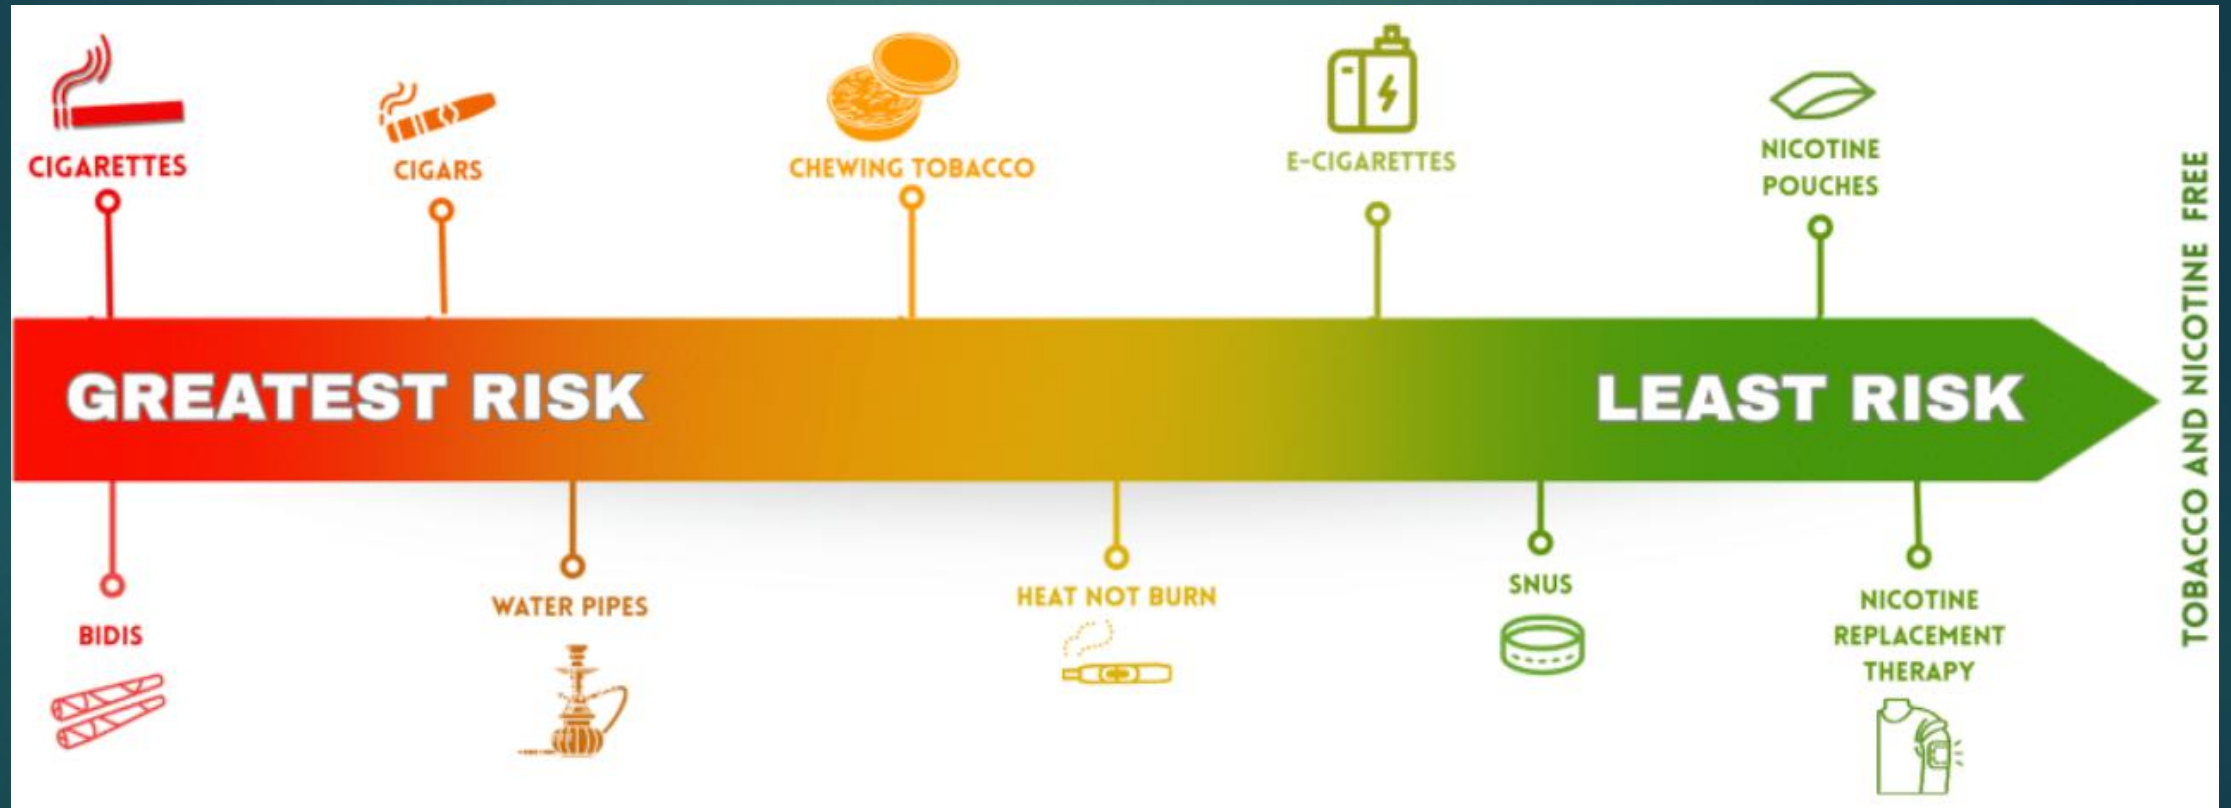 CIGARETTES
CIGARS
CHEWING TOBACCO
E-CIGARETTES
NICOTINE
POUCHES
GREATEST RISK
LEAST RISK
BIDIS
WATER PIPES
HEAT NOT BURN
SNUS
NICOTINE
REPLACEMENT
THERAPY
TOBACCO AND NICOTINE FREE